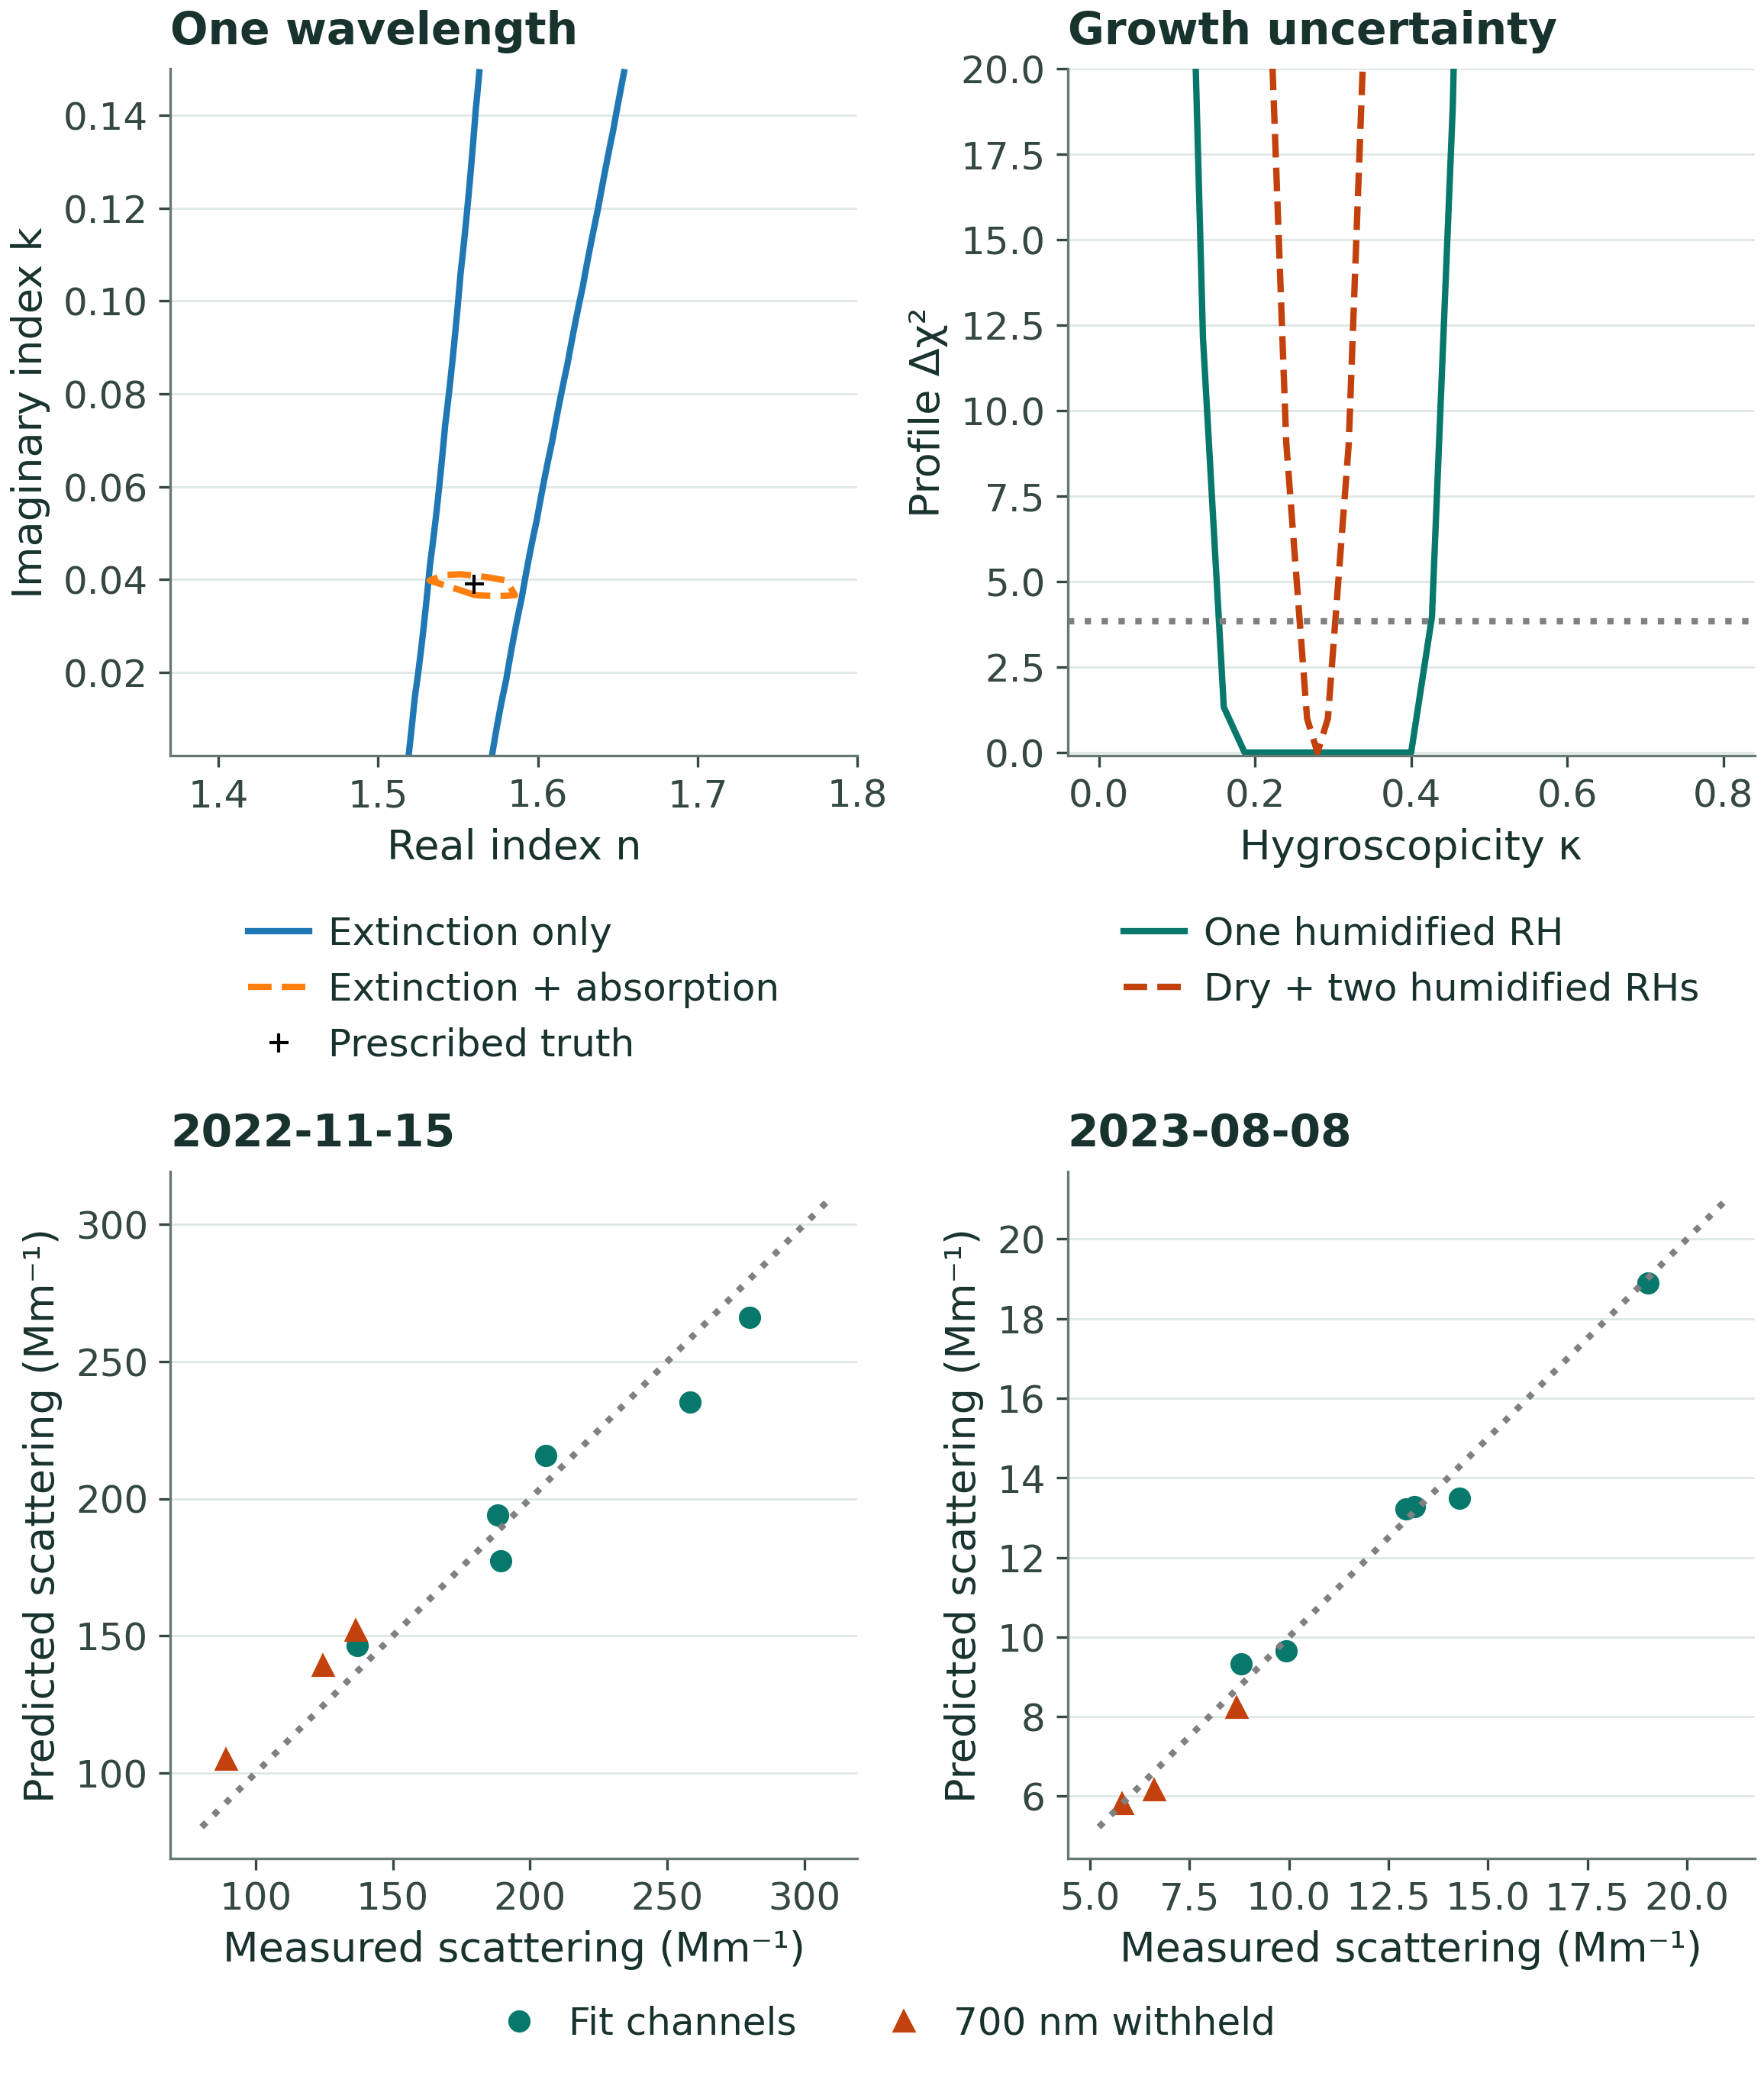 One wavelength
0.14
0.12
0.10
0.08
0.06
0.04
0.02
Imaginary index k
1.4 1.5 1.6 1.7 1.8
Real index n
Extinction only
Extinction + absorption
Prescribed truth
Growth uncertainty
20.0
17.5
15.0
12.5
10.0
7.5
5.0
2.5
0.0
Profile Δχ²
0.0 0.2 0.4 0.6 0.8
Hygroscopicity κ
One humidified RH
Dry + two humidified RHs
2022-11-15
300
250
200
150
100
Predicted scattering (Mm⁻¹)
100 150 200 250 300
Measured scattering (Mm⁻¹)
2023-08-08
20
18
16
14
12
10
8
6
Predicted scattering (Mm⁻¹)
5.0 7.5 10.0 12.5 15.0 17.5 20.0
Measured scattering (Mm⁻¹)
Fit channels
700 nm withheld